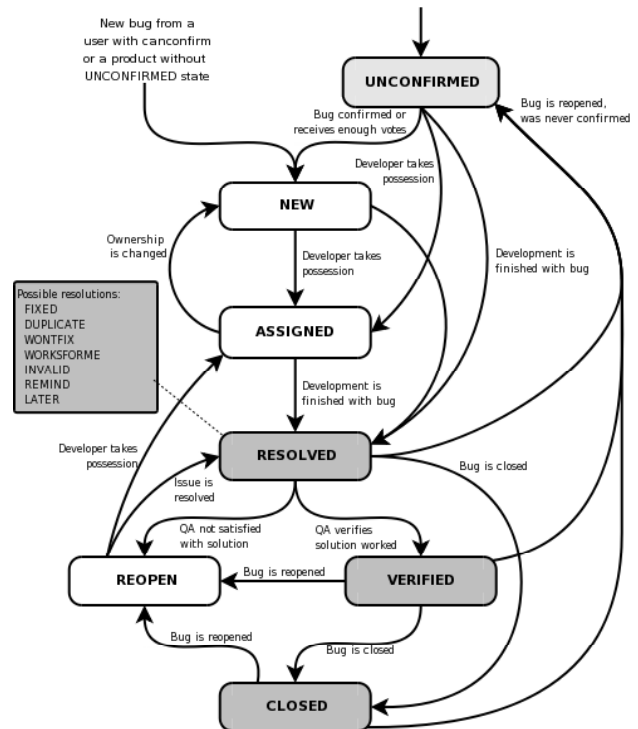 New bug from a
user with canconfirm
or a product without
UNCONFIRMED state
UNCONFIRMED
Bug is reopened,
was never confirmed
Bug confirmed or
receives enough votes
Developer takes
possession
NEW
Ownership
is changed
Developer takes
possession
Development is
finished with bug
Possible resolutions:
FIXED
DUPLICATE
WONTFIX
WORKSFORME
INVALID
REMIND
LATER
ASSIGNED
Development is
finished with bug
Developer takes
possession
RESOLVED
Bug is closed
Issue is
resolved
QA not satisfied
with solution
QA verifies
solution worked
REOPEN
Bug is reopened
VERIFIED
Bug is reopened
Bug is closed
CLOSED